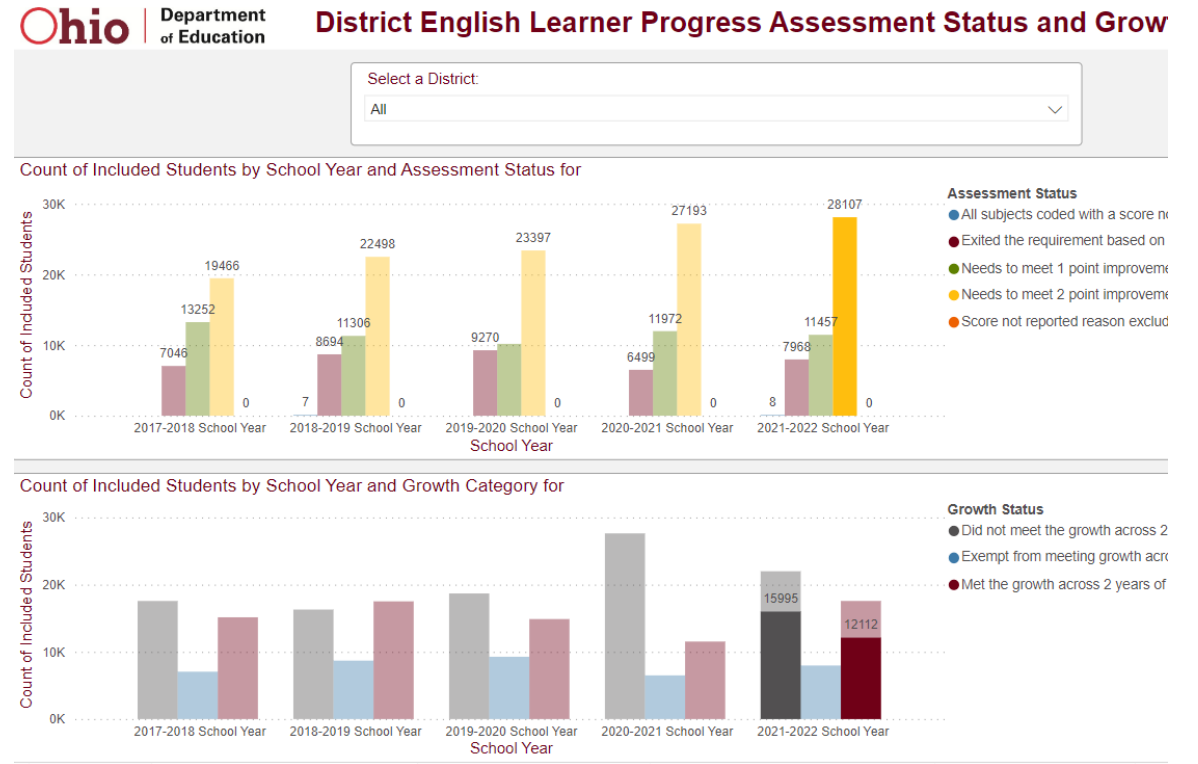 Ohio Department of Education
District English Learner Progress Assessment Status and Grow
Select a District:
All
Count of Included Students by School Year and Assessment Status for
Count of Included Students
30K
20K
10K
0K
7046 13252 19466 0
7 8694 11306 22498 0
9270 23397 0
6499 11972 27193 0
8 7968 11457 28107 0
2017-2018 School Year 2018-2019 School Year 2019-2020 School Year 2020-2021 School Year 2021-2022 School Year
School Year
Assessment Status
All subjects coded with a score no
Exited the requirement based on
Needs to meet 1 point improveme
Needs to meet 2 point improveme
Score not reported reason exclud
Count of Included Students by School Year and Growth Category for
Count of Included Students
30K
20K
10K
0K
15995 12112
2017-2018 School Year 2018-2019 School Year 2019-2020 School Year 2020-2021 School Year 2021-2022 School Year
School Year
Growth Status
Did not meet the growth across 2
Exempt from meeting growth acro
Met the growth across 2 years of